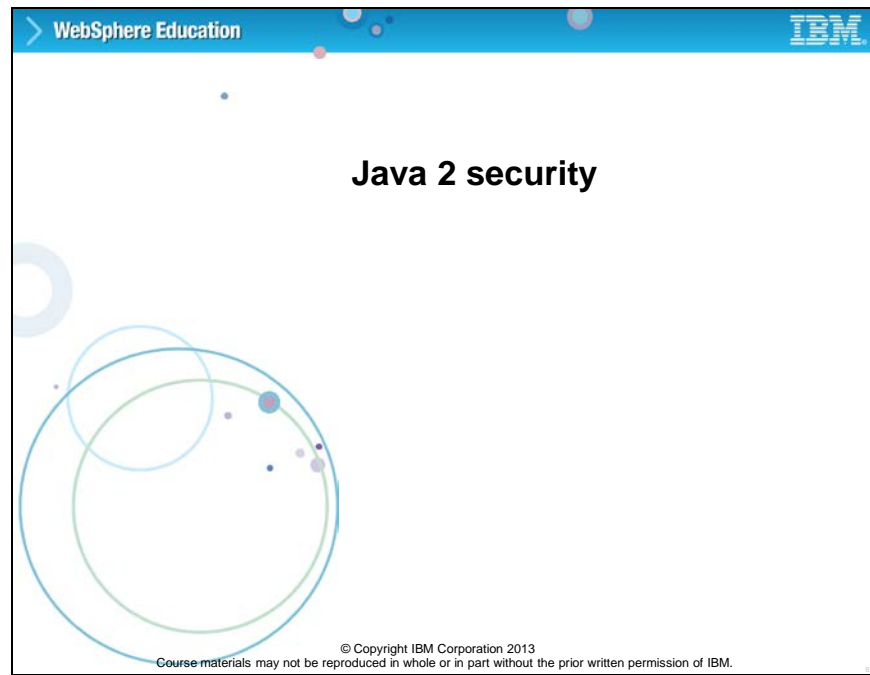 WebSphere Education
IBM
Java 2 security
© Copyright IBM Corporation 2013
Course materials may not be reproduced in whole or in part without the prior written permission of IBM.